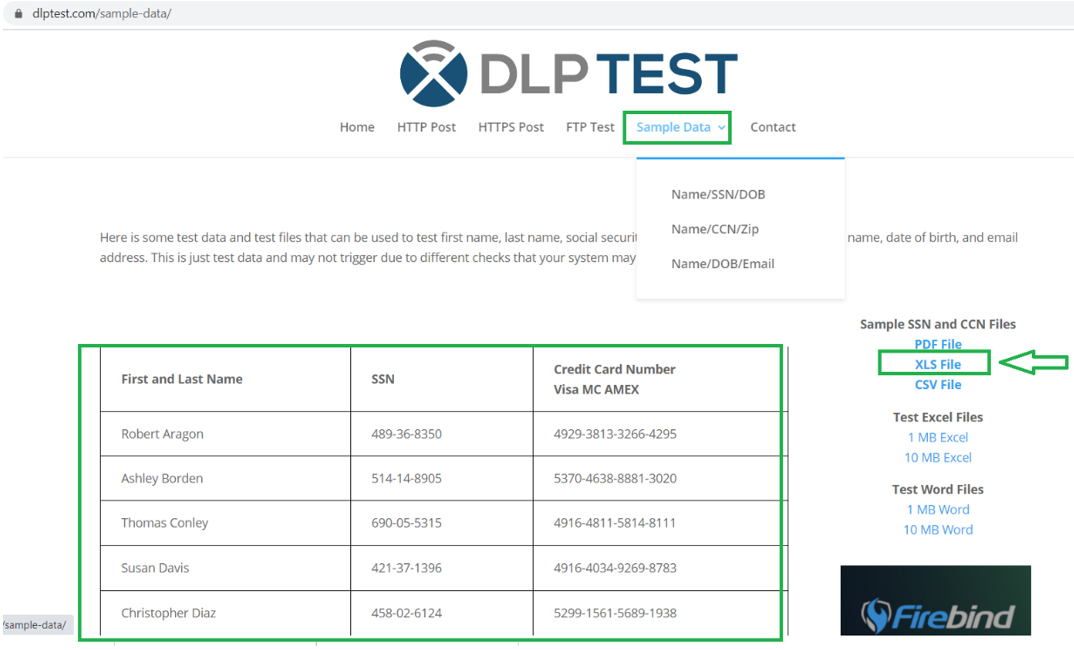 dlptest.com/sample-data/
DLP TEST
Home HTTP Post HTTPS Post FTP Test Sample Data Contact
Name/SSN/DOB
Name/CCN/Zip
Name/DOB/Email
Here is some test data and test files that can be used to test first name, last name, social securit name, date of birth, and email
address. This is just test data and may not trigger due to different checks that your system may
Sample SSN and CCN Files
PDF File
XLS File
CSV File
Test Excel Files
1 MB Excel
10 MB Excel
Test Word Files
1 MB Word
10 MB Word
First and Last Name SSN Credit Card Number
Visa MC AMEX
Robert Aragon 489-36-8350 4929-3813-3266-4295
Ashley Borden 514-14-8905 5370-4638-8881-3020
Thomas Conley 690-05-5315 4916-4811-5814-8111
Susan Davis 421-37-1396 4916-4034-9269-8783
Christopher Diaz 458-02-6124 5299-1561-5689-1938
Firebind
/sample-data/